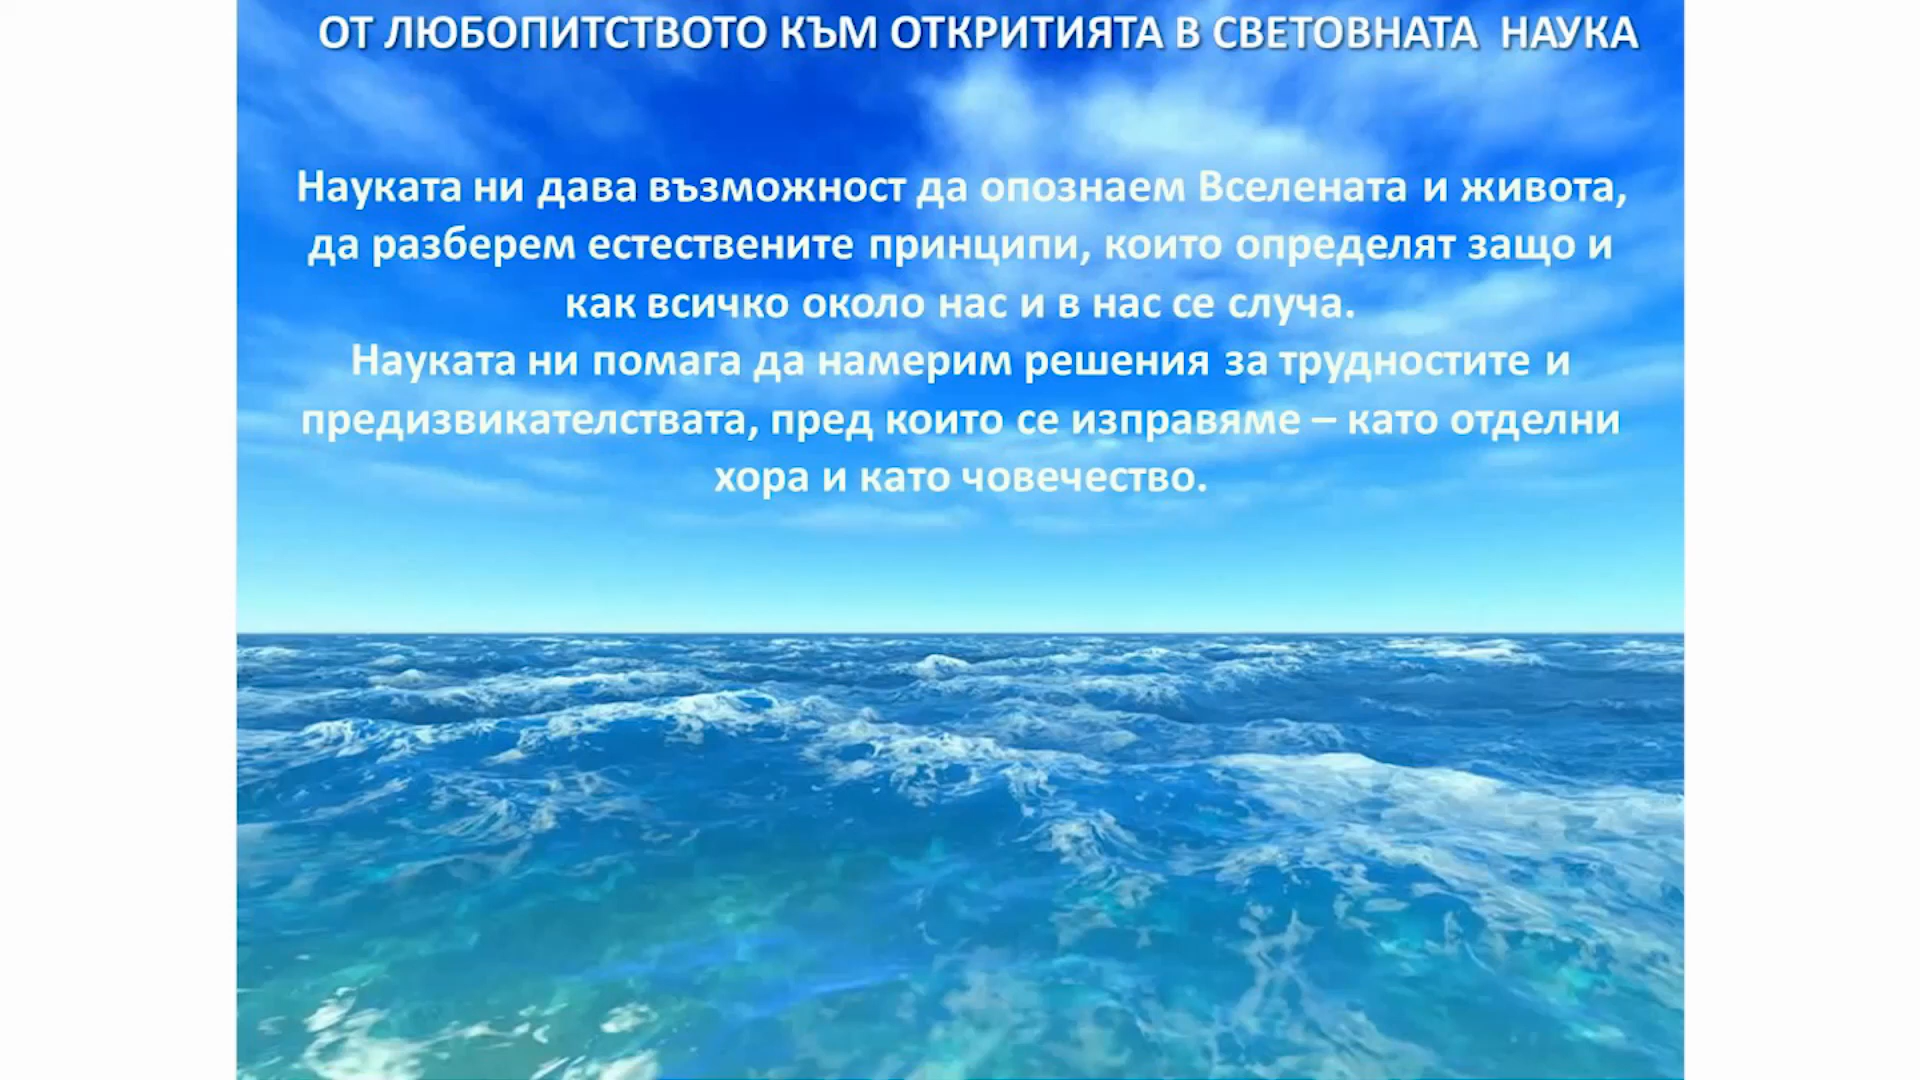 ОТ ЛЮБОПИТСТВОТО КЪМ ОТКРИТИЯТА В СВЕТОВНАТА НАУКА
Науката ни дава възможност да опознаем Вселената и живота,
да разберем естествените принципи, които определят защо и
как всичко около нас и в нас се случа.
Науката ни помага да намерим решения за трудностите и
предизвикателствата, пред които се изправяме – като отделни
хора и като човечество.